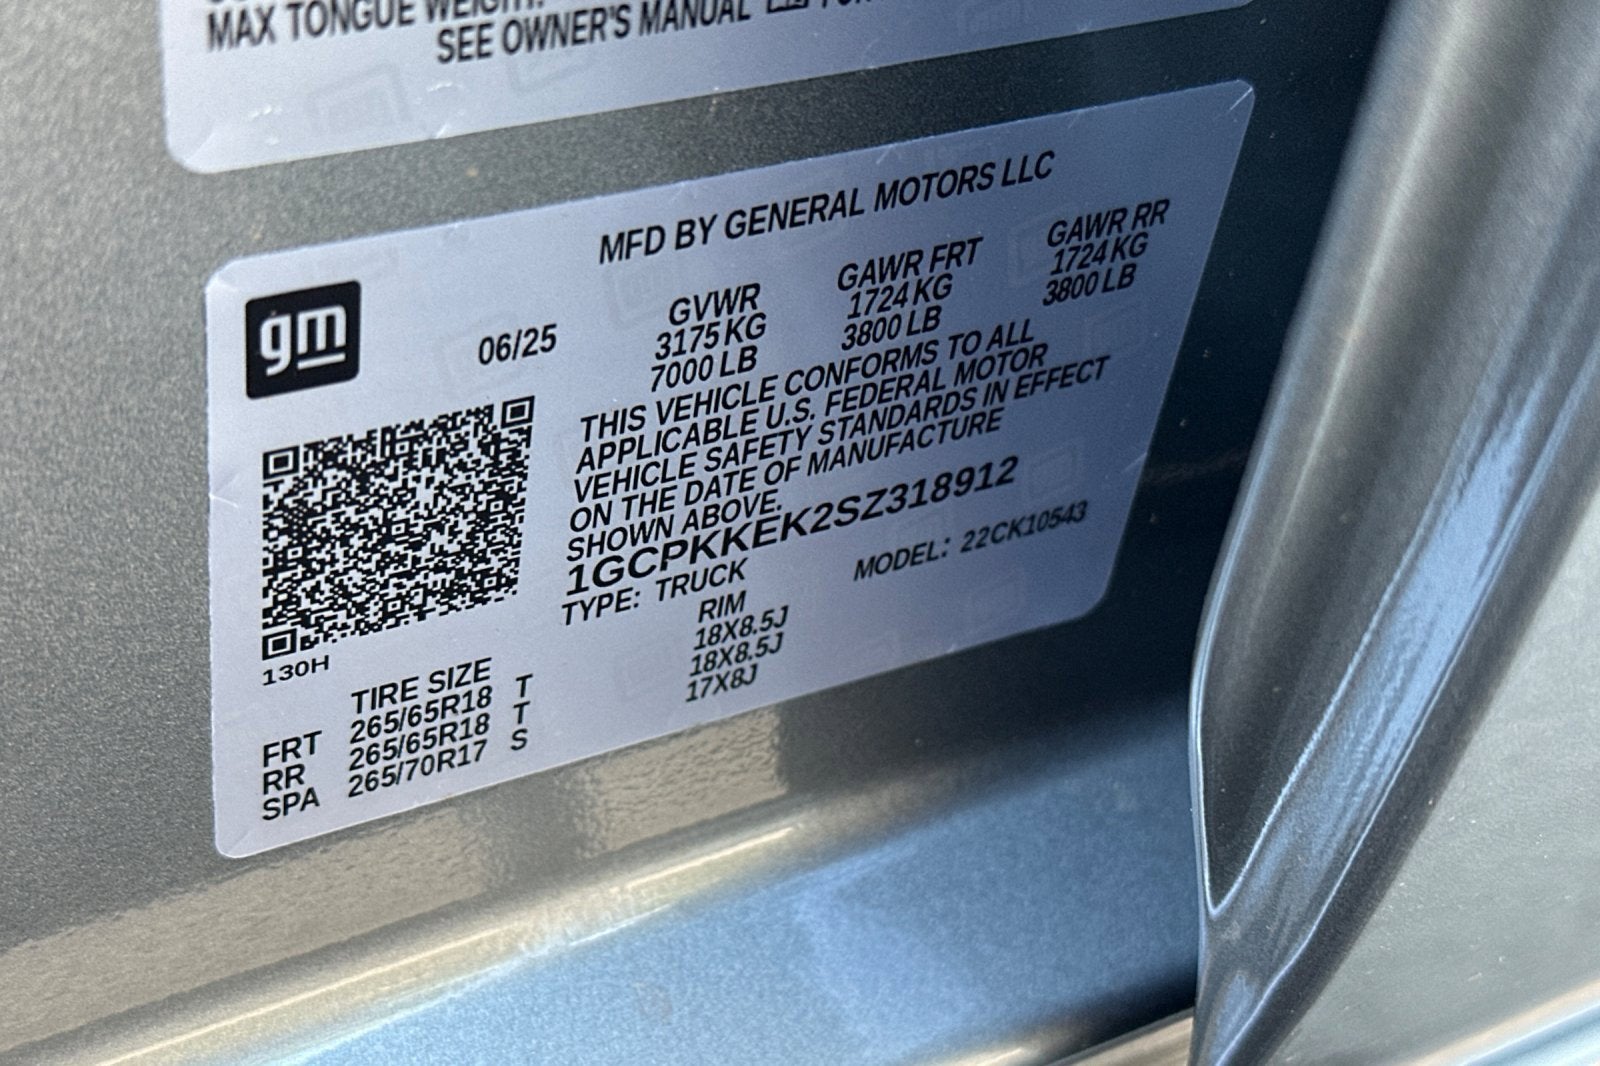 MAX TONGUE WEIGHT:
SEE OWNER'S MANUAL
MFD BY GENERAL MOTORS LLC
gm
06/25
GVWR GAWR FRT GAWR RR
3175 KG 1724 KG 1724 KG
7000 LB 3800 LB 3800 LB
THIS VEHICLE CONFORMS TO ALL
APPLICABLE U.S. FEDERAL MOTOR
VEHICLE SAFETY STANDARDS IN EFFECT
ON THE DATE OF MANUFACTURE
SHOWN ABOVE.
1GCPKKEK2SZ318912
TYPE: TRUCK MODEL: 22CK10543
130H
TIRE SIZE RIM
FRT 265/65R18 T 18X8.5J
RR 265/65R18 T 18X8.5J
SPA 265/70R17 S 17X8J